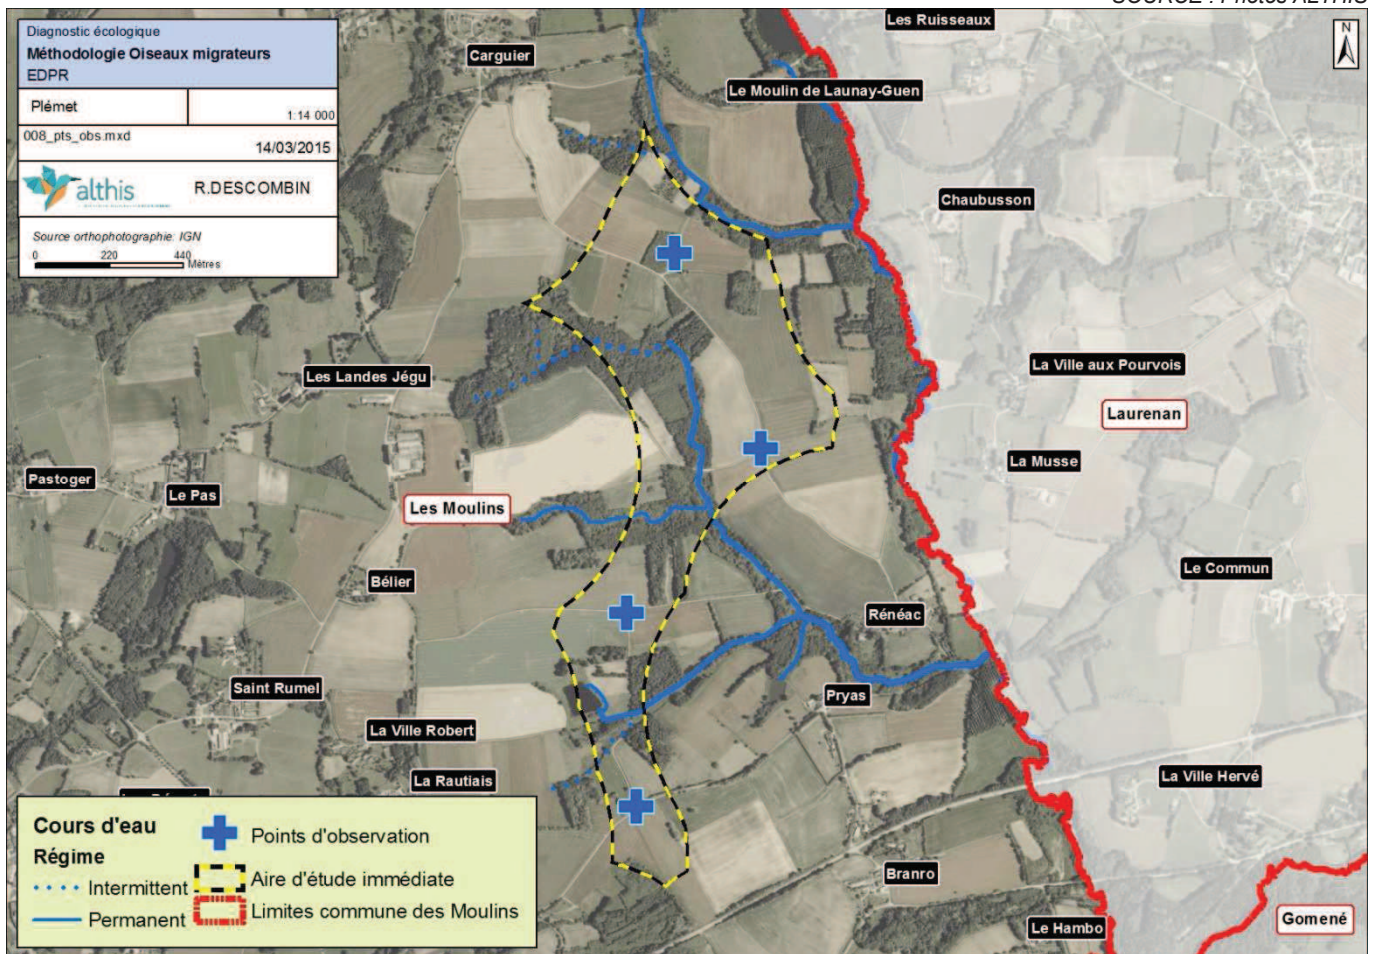 Les Ruisseaux
N
Diagnostic écologique
Méthodologie Oiseaux migrateurs
EDPR
Plémet
1:14 000
008_pts_obs.mxd
14/03/2015
althis
R.DESCOMBIN
Source orthophotographie: IGN
0 220 440
Mètres
Carguier
Le Moulin de Launay-Guen
Chaubusson
La Ville aux Pourvois
Les Landes Jégu
Laurenan
La Musse
Pastoger
Le Pas
Les Moulins
Le Commun
Bélier
Rénéac
Saint Rumel
Pryas
La Ville Robert
La Rautiais
La Ville Hervé
Branro
Gomené
Le Hambo
Cours d'eau
Régime
Intermittent
Permanent
Points d'observation
Aire d'étude immédiate
Limites commune des Moulins